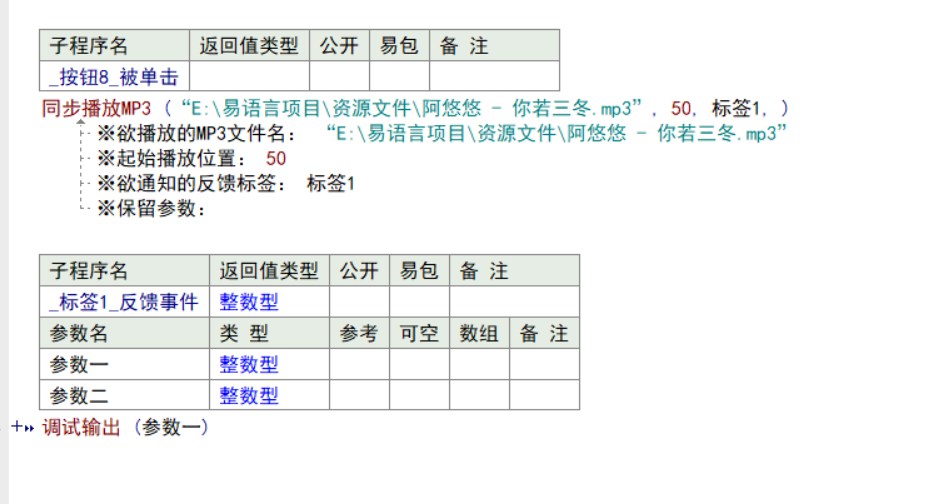 子程序名 返回值类型 公开 易包 备 注
_按钮8_被单击
同步播放MP3 (“E:\易语言项目\资源文件\阿悠悠 - 你若三冬.mp3”, 50, 标签1, )
※欲播放的MP3文件名: “E:\易语言项目\资源文件\阿悠悠 - 你若三冬.mp3”
※起始播放位置: 50
※欲通知的反馈标签: 标签1
※保留参数:
子程序名 返回值类型 公开 易包 备 注
_标签1_反馈事件 整数型
参数名 类 型 参考 可空 数组 备 注
参数一 整数型
参数二 整数型
调试输出 (参数一)